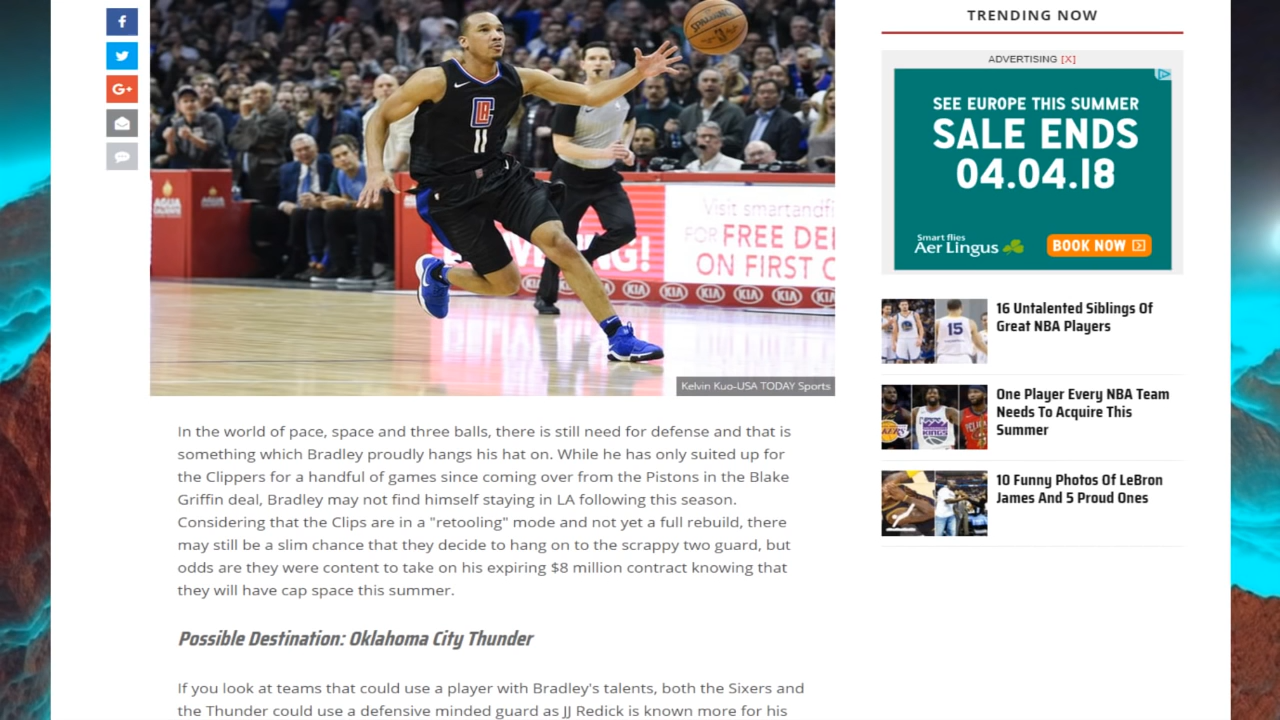 TRENDING NOW
ADVERTISING [X]
SEE EUROPE THIS SUMMER
SALE ENDS
04.04.18
Smart flies
Aer Lingus
BOOK NOW
16 Untalented Siblings Of
Great NBA Players
One Player Every NBA Team
Needs To Acquire This
Summer
10 Funny Photos Of LeBron
James And 5 Proud Ones
f
G+
SPALDING
LA
11
AGUA
CALIENTE
Visit smartandfi
FOR FREE DEL
ON FIRST O
KIA KIA KIA KIA KIA
15
KINGS
Kelvin Kuo-USA TODAY Sports
In the world of pace, space and three balls, there is still need for defense and that is
something which Bradley proudly hangs his hat on. While he has only suited up for
the Clippers for a handful of games since coming over from the Pistons in the Blake
Griffin deal, Bradley may not find himself staying in LA following this season.
Considering that the Clips are in a "retooling" mode and not yet a full rebuild, there
may still be a slim chance that they decide to hang on to the scrappy two guard, but
odds are they were content to take on his expiring $8 million contract knowing that
they will have cap space this summer.
Possible Destination: Oklahoma City Thunder
If you look at teams that could use a player with Bradley's talents, both the Sixers and
the Thunder could use a defensive minded guard as JJ Redick is known more for his